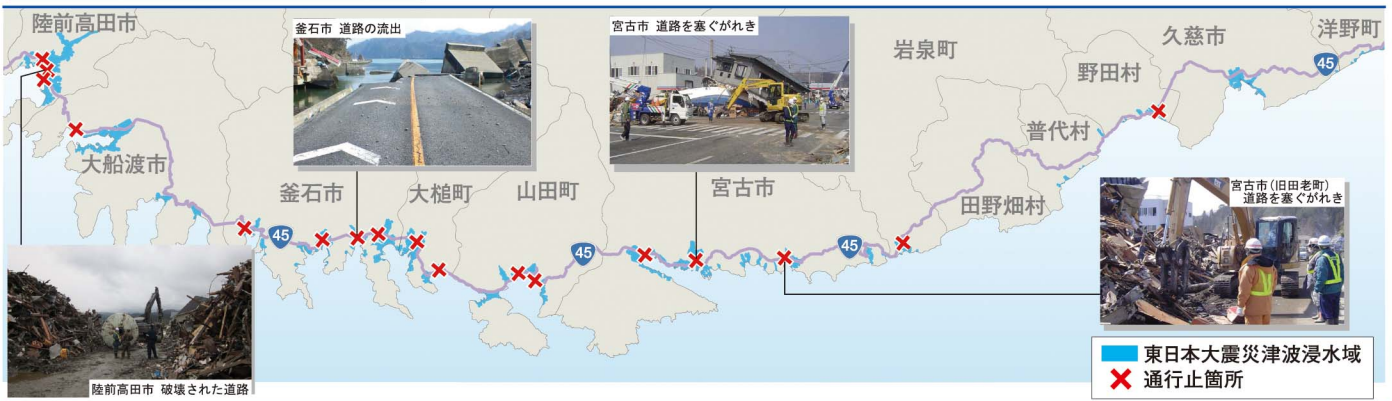 陸前高田市
釜石市 道路の流出
宮古市 道路を塞ぐがれき
岩泉町
久慈市
洋野町
45
野田村
普代村
大船渡市
釜石市
大槌町
山田町
宮古市
田野畑村
宮古市(旧田老町)
道路を塞ぐがれき
45
45
45
陸前高田市 破壊された道路
東日本大震災津波浸水域
通行止箇所